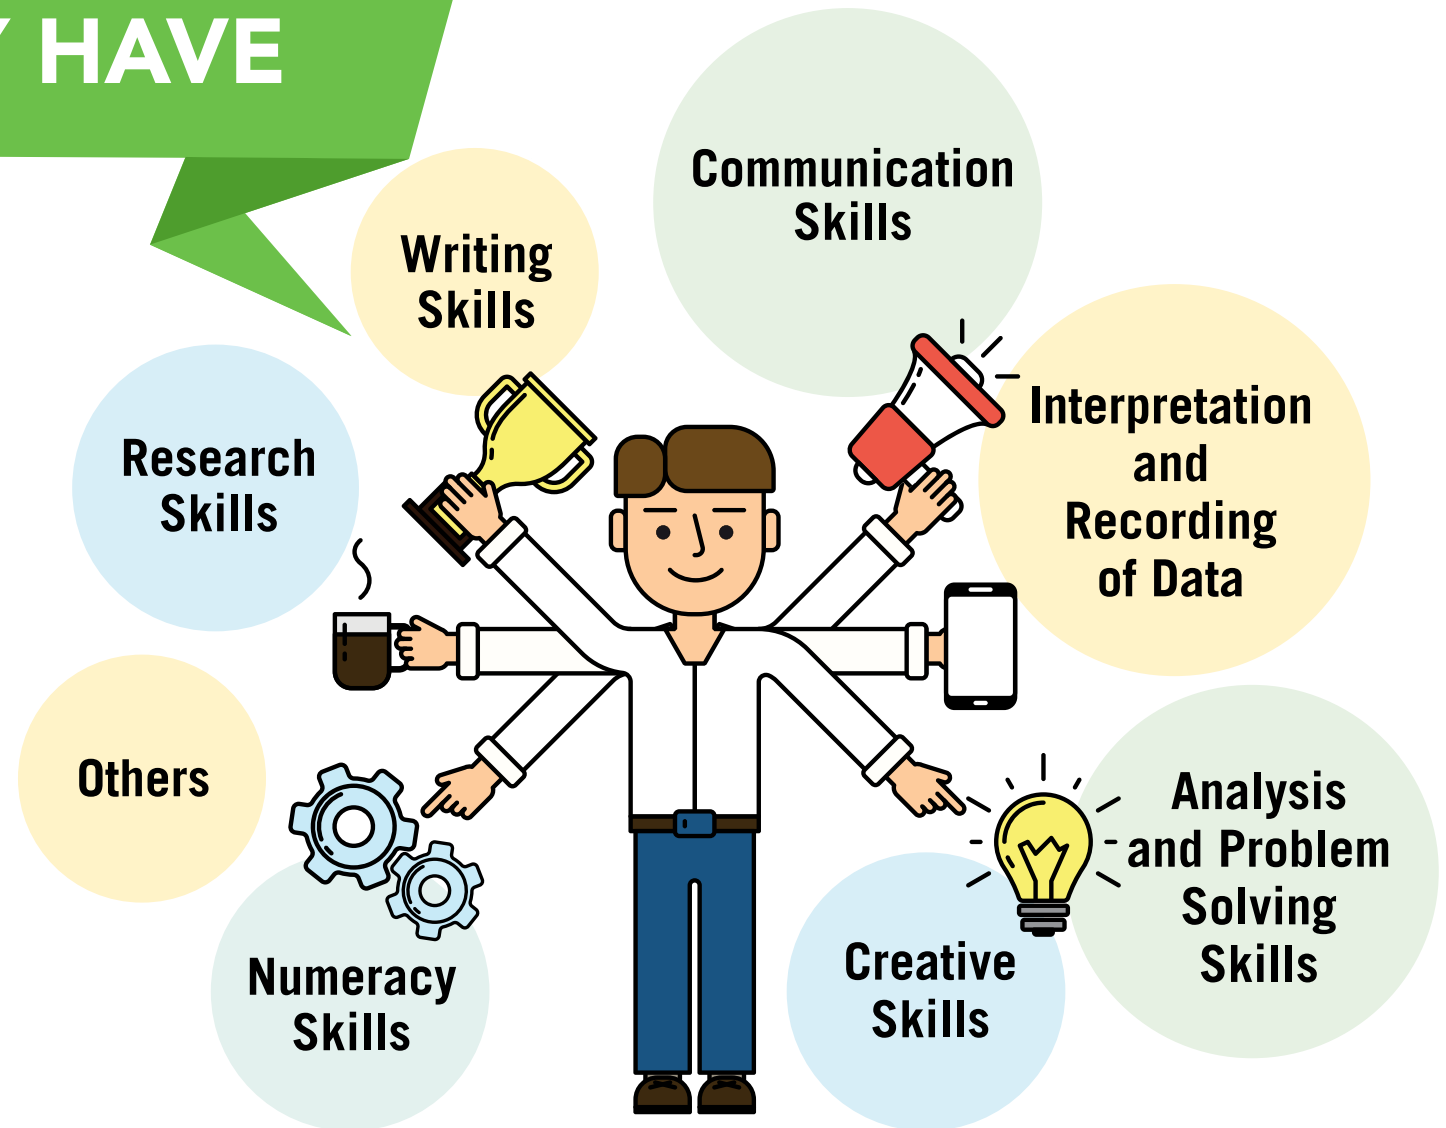 Y HAVE
Communication
Skills
Writing
Skills
Interpretation
and
Recording
of Data
Research
Skills
Others
Analysis
and Problem
Solving
Skills
Numeracy
Skills
Creative
Skills